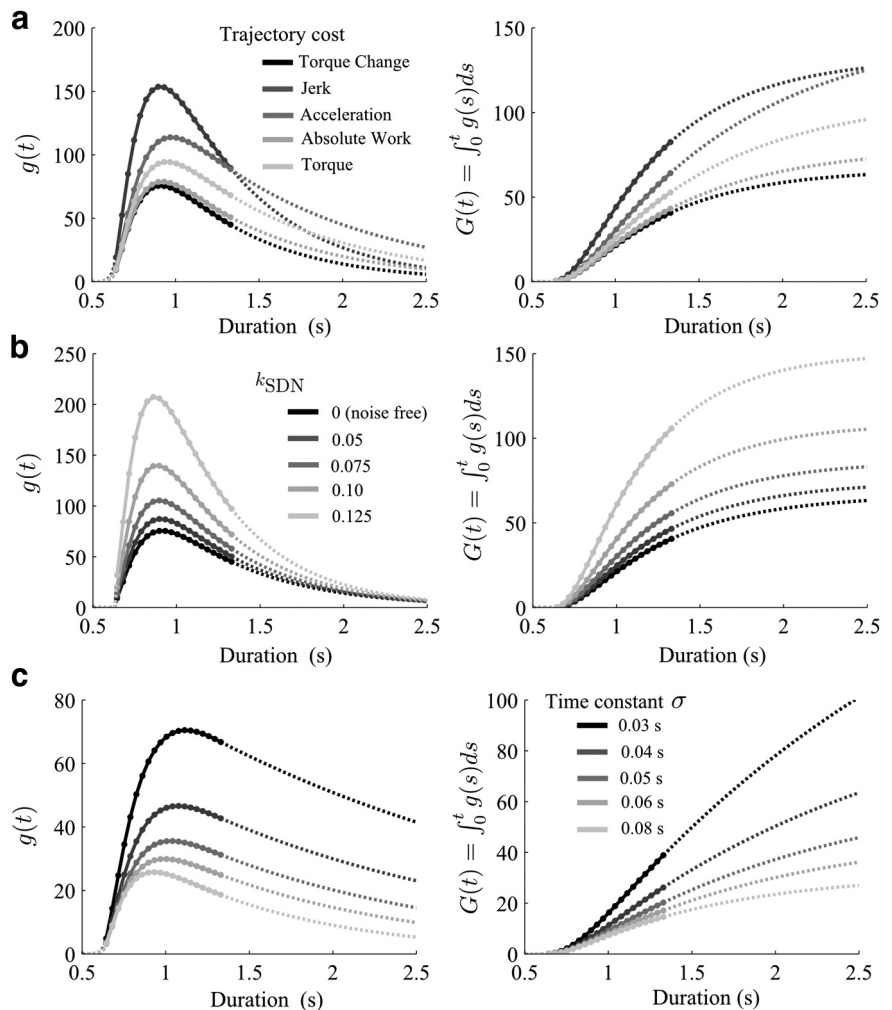 a
200
150
100
50
0
g(t)
Trajectory cost
Torque Change
Jerk
Acceleration
Absolute Work
Torque
0.5 1 1.5 2 2.5
Duration (s)
150
100
50
0
G(t) = ∫₀ᵗ g(s)ds
0.5 1 1.5 2 2.5
Duration (s)
b
250
200
150
100
50
0
g(t)
kSDN
0 (noise free)
0.05
0.075
0.10
0.125
0.5 1 1.5 2 2.5
Duration (s)
150
100
50
0
G(t) = ∫₀ᵗ g(s)ds
0.5 1 1.5 2 2.5
Duration (s)
c
80
60
40
20
0
g(t)
0.5 1 1.5 2 2.5
Duration (s)
100
80
60
40
20
0
G(t) = ∫₀ᵗ g(s)ds
Time constant σ
0.03 s
0.04 s
0.05 s
0.06 s
0.08 s
0.5 1 1.5 2 2.5
Duration (s)